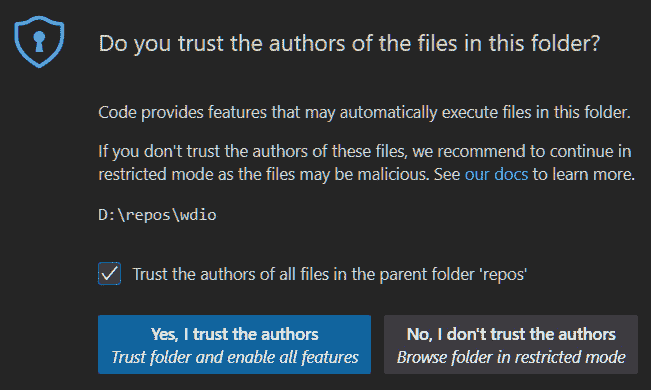 Do you trust the authors of the files in this folder?
Code provides features that may automatically execute files in this folder.
If you don't trust the authors of these files, we recommend to continue in
restricted mode as the files may be malicious. See our docs to learn more.
D:\repos\wdio
Trust the authors of all files in the parent folder 'repos'
Yes, I trust the authors
Trust folder and enable all features
No, I don't trust the authors
Browse folder in restricted mode